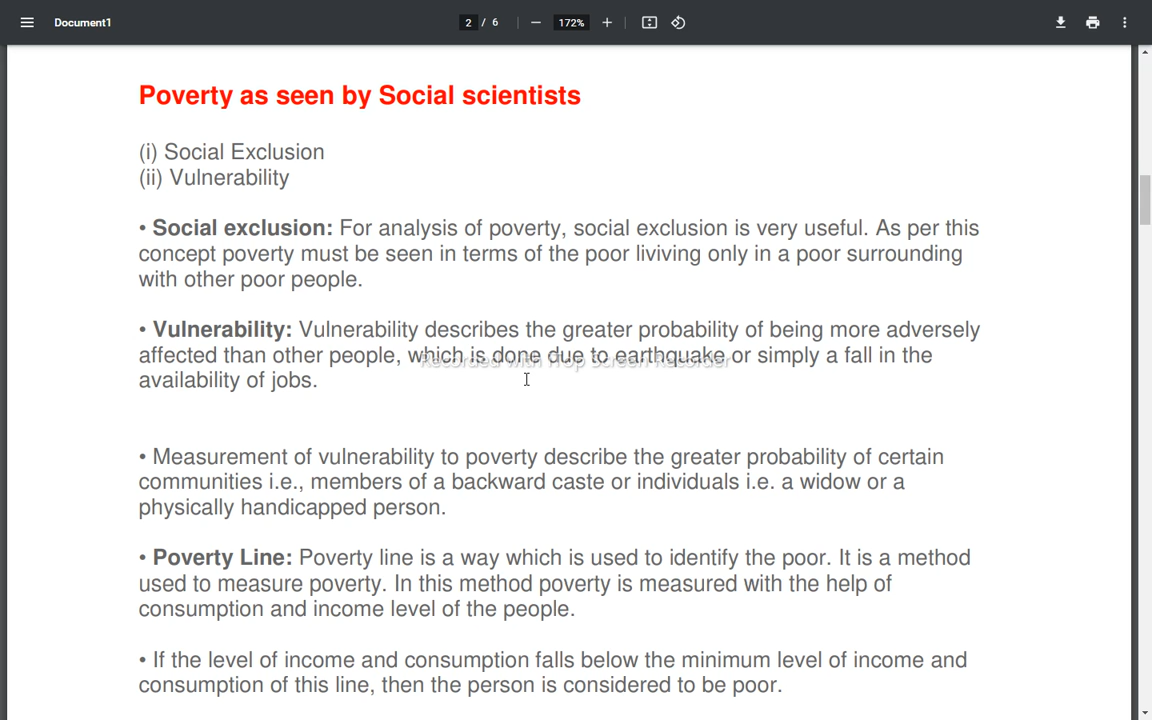 Document1
2 / 6
172%
Poverty as seen by Social scientists
(i) Social Exclusion
(ii) Vulnerability
• Social exclusion: For analysis of poverty, social exclusion is very useful. As per this
concept poverty must be seen in terms of the poor liviving only in a poor surrounding
with other poor people.
• Vulnerability: Vulnerability describes the greater probability of being more adversely
affected than other people, which is done due to earthquake or simply a fall in the
Recorded with iTop Screen Recorder
availability of jobs.
• Measurement of vulnerability to poverty describe the greater probability of certain
communities i.e., members of a backward caste or individuals i.e. a widow or a
physically handicapped person.
• Poverty Line: Poverty line is a way which is used to identify the poor. It is a method
used to measure poverty. In this method poverty is measured with the help of
consumption and income level of the people.
• If the level of income and consumption falls below the minimum level of income and
consumption of this line, then the person is considered to be poor.